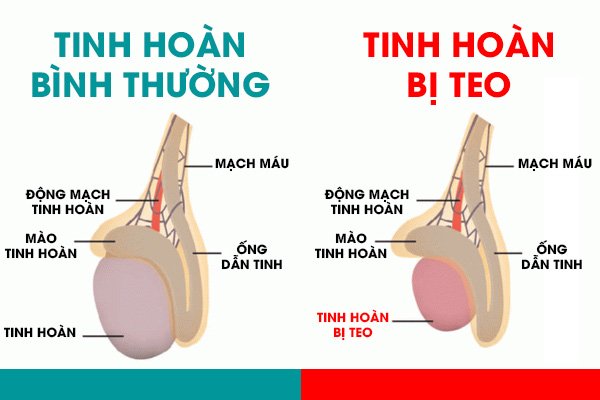 TINH HOÀN
BÌNH THƯỜNG
MẠCH MÁU
ĐỘNG MẠCH
TINH HOÀN
MÀO
TINH HOÀN
ỐNG
DẪN TINH
TINH HOÀN
TINH HOÀN
BỊ TEO
MẠCH MÁU
ĐỘNG MẠCH
TINH HOÀN
MÀO
TINH HOÀN
ỐNG
DẪN TINH
TINH HOÀN
BỊ TEO